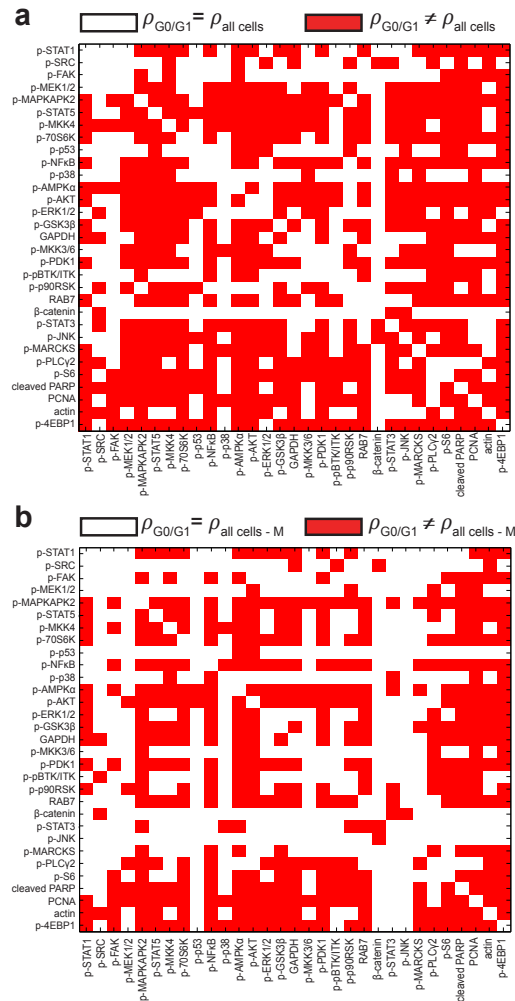 a
ρG0/G1 = ρall cells
ρG0/G1 ≠ ρall cells
p-STAT1
p-SRC
p-FAK
p-MEK1/2
p-MAPKAPK2
p-STAT5
p-MKK4
p-70S6K
p-p53
p-NFκB
p-p38
p-AMPKα
p-AKT
p-ERK1/2
p-GSK3β
GAPDH
p-MKK3/6
p-PDK1
p-pBTK/ITK
p-p90RSK
RAB7
β-catenin
p-STAT3
p-JNK
p-MARCKS
p-PLCγ2
p-S6
cleaved PARP
PCNA
actin
p-4EBP1
p-STAT1
p-SRC
p-FAK
p-MEK1/2
p-MAPKAPK2
p-STAT5
p-MKK4
p-70S6K
p-p53
p-NFκB
p-p38
p-AMPKα
p-AKT
p-ERK1/2
p-GSK3β
GAPDH
p-MKK3/6
p-PDK1
p-pBTK/ITK
p-p90RSK
RAB7
β-catenin
p-STAT3
p-JNK
p-MARCKS
p-PLCγ2
p-S6
cleaved PARP
PCNA
actin
p-4EBP1
b
ρG0/G1 = ρall cells - M
ρG0/G1 ≠ ρall cells - M
p-STAT1
p-SRC
p-FAK
p-MEK1/2
p-MAPKAPK2
p-STAT5
p-MKK4
p-70S6K
p-p53
p-NFκB
p-p38
p-AMPKα
p-AKT
p-ERK1/2
p-GSK3β
GAPDH
p-MKK3/6
p-PDK1
p-pBTK/ITK
p-p90RSK
RAB7
β-catenin
p-STAT3
p-JNK
p-MARCKS
p-PLCγ2
p-S6
cleaved PARP
PCNA
actin
p-4EBP1
p-STAT1
p-SRC
p-FAK
p-MEK1/2
p-MAPKAPK2
p-STAT5
p-MKK4
p-70S6K
p-p53
p-NFκB
p-p38
p-AMPKα
p-AKT
p-ERK1/2
p-GSK3β
GAPDH
p-MKK3/6
p-PDK1
p-pBTK/ITK
p-p90RSK
RAB7
β-catenin
p-STAT3
p-JNK
p-MARCKS
p-PLCγ2
p-S6
cleaved PARP
PCNA
actin
p-4EBP1